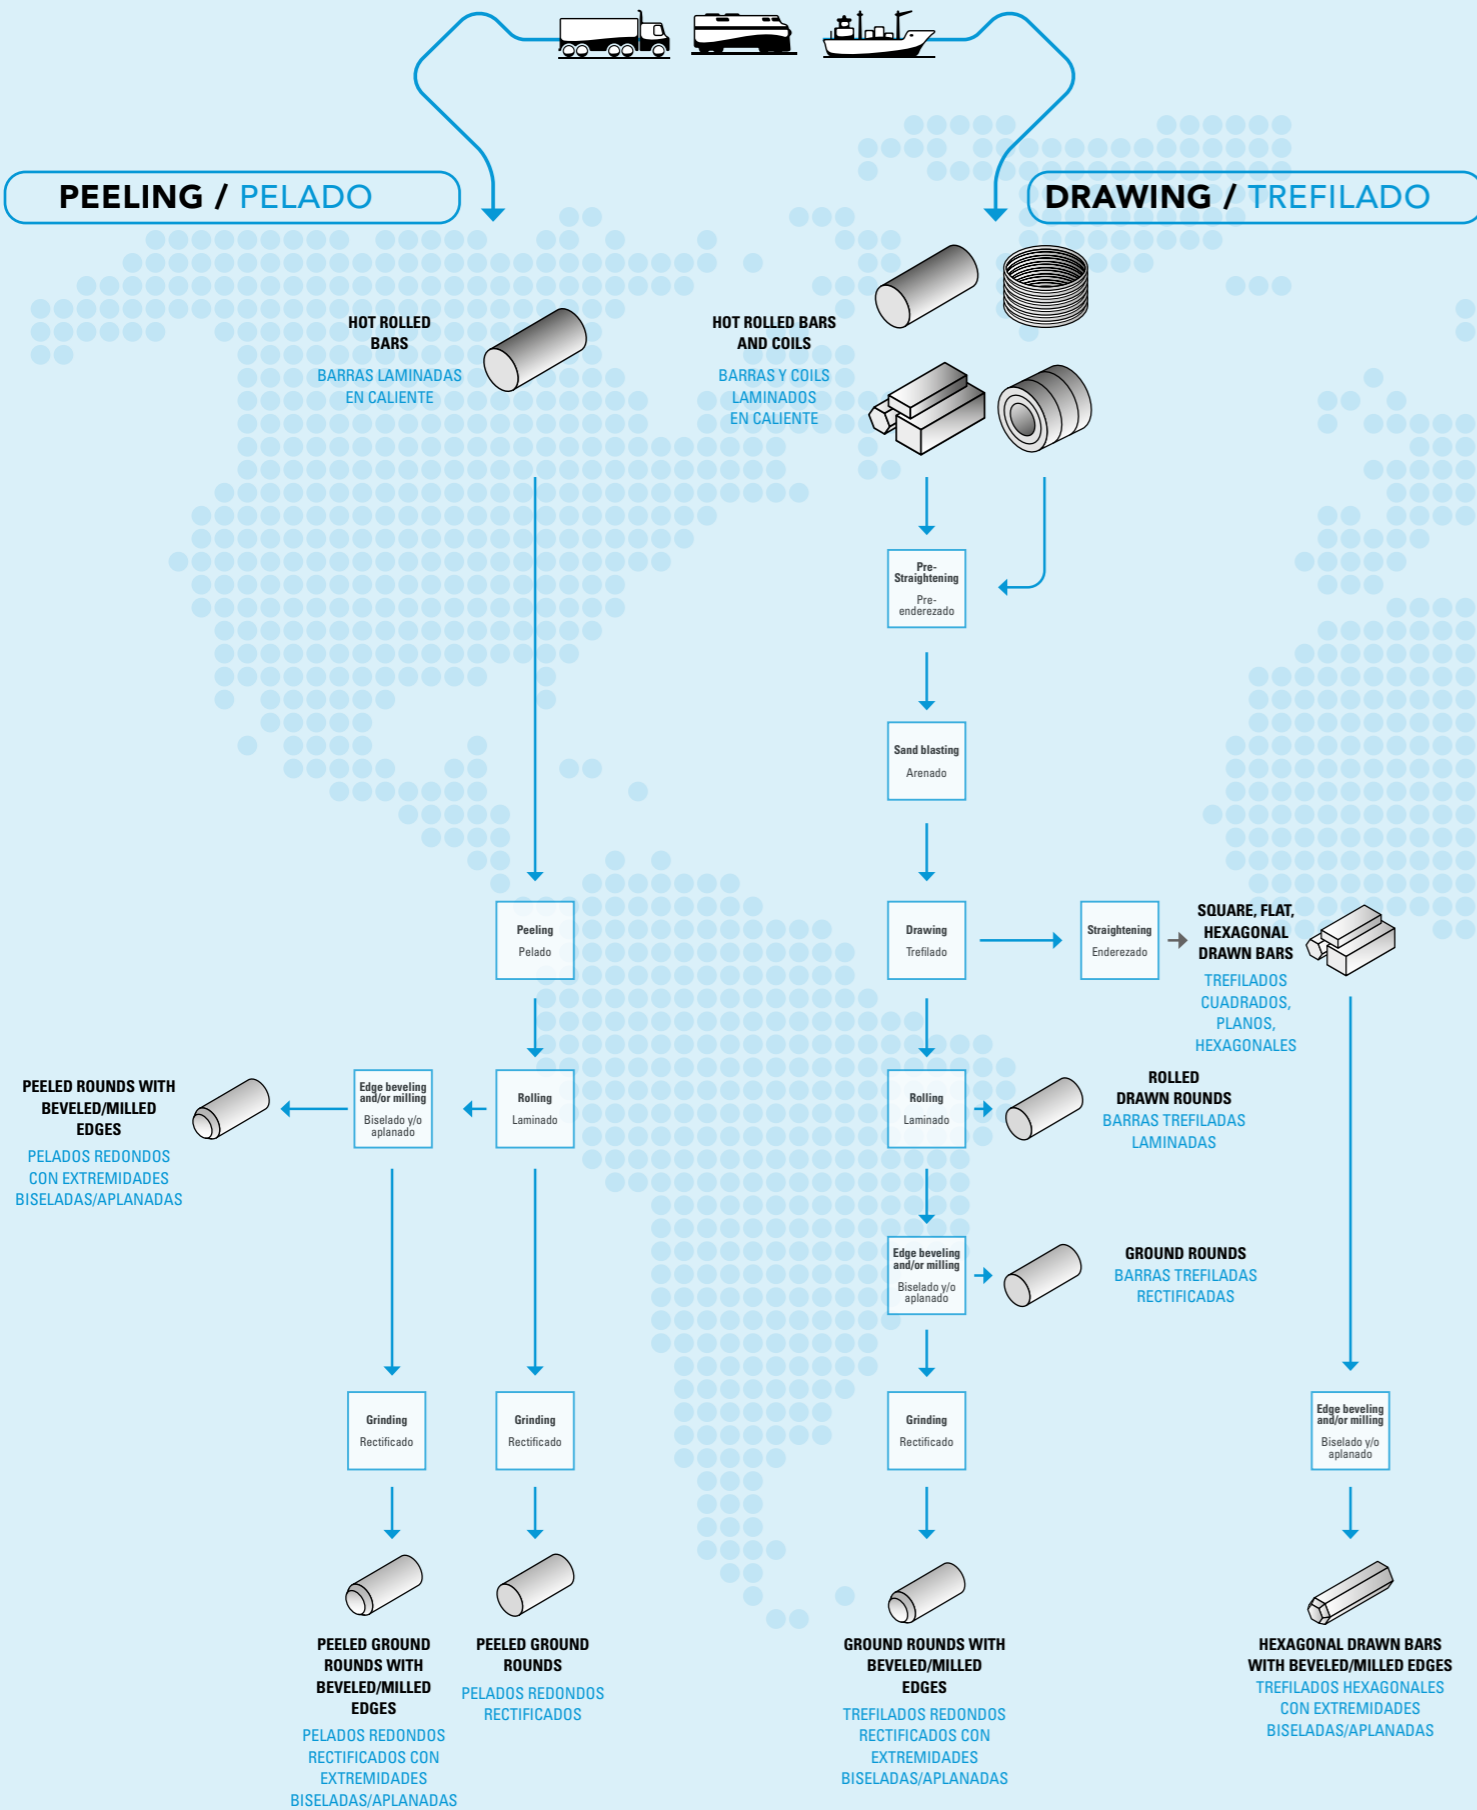 PEELING / PELADO
DRAWING / TREFILADO
HOT ROLLED
BARS
BARRAS LAMINADAS
EN CALIENTE
HOT ROLLED BARS
AND COILS
BARRAS Y COILS
LAMINADOS
EN CALIENTE
Pre-
Straightening
Pre-
enderezado
Sand blasting
Arenado
Peeling
Pelado
Drawing
Trefilado
Straightening
Enderezado
SQUARE, FLAT,
HEXAGONAL
DRAWN BARS
TREFILADOS
CUADRADOS,
PLANOS,
HEXAGONALES
PEELED ROUNDS WITH
BEVELED/MILLED
EDGES
PELADOS REDONDOS
CON EXTREMIDADES
BISELADAS/APLANADAS
Edge beveling
and/or milling
Biselado y/o
aplanado
Rolling
Laminado
Rolling
Laminado
ROLLED
DRAWN ROUNDS
BARRAS TREFILADAS
LAMINADAS
Edge beveling
and/or milling
Biselado y/o
aplanado
GROUND ROUNDS
BARRAS TREFILADAS
RECTIFICADAS
Grinding
Rectificado
Grinding
Rectificado
Grinding
Rectificado
Edge beveling
and/or milling
Biselado y/o
aplanado
PEELED GROUND
ROUNDS WITH
BEVELED/MILLED
EDGES
PELADOS REDONDOS
RECTIFICADOS CON
EXTREMIDADES
BISELADAS/APLANADAS
PEELED GROUND
ROUNDS
PELADOS REDONDOS
RECTIFICADOS
GROUND ROUNDS WITH
BEVELED/MILLED
EDGES
TREFILADOS REDONDOS
RECTIFICADOS CON
EXTREMIDADES
BISELADAS/APLANADAS
HEXAGONAL DRAWN BARS
WITH BEVELED/MILLED EDGES
TREFILADOS HEXAGONALES
CON EXTREMIDADES
BISELADAS/APLANADAS